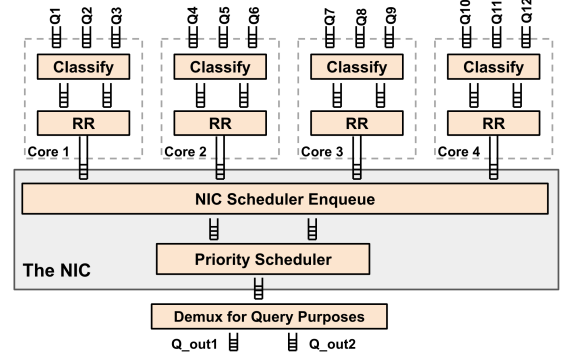 Q1 Q2 Q3 Q4 Q5 Q6 Q7 Q8 Q9 Q10 Q11 Q12
Classify Classify Classify Classify
RR RR RR RR
Core 1 Core 2 Core 3 Core 4
NIC Scheduler Enqueue
Priority Scheduler
The NIC
Demux for Query Purposes
Q_out1 Q_out2